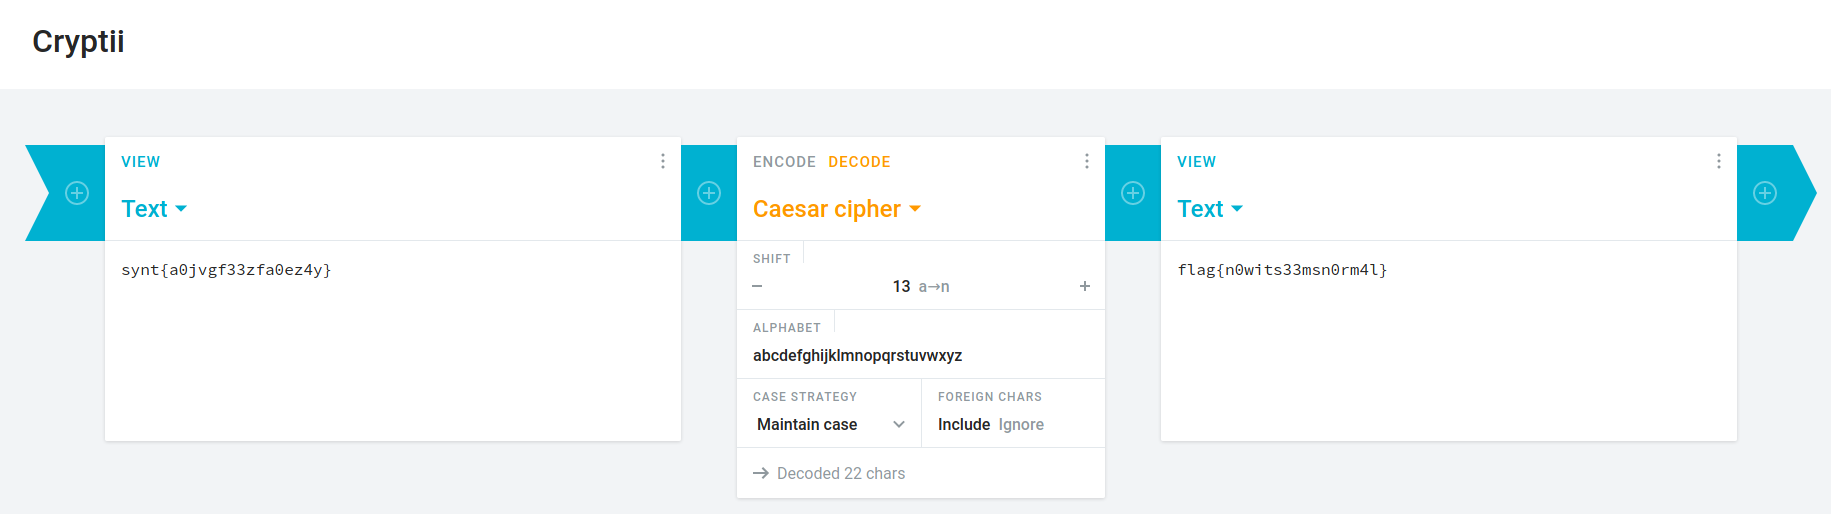 Cryptii
VIEW
Text
synt{a0jvgf33zfa0ez4y}
ENCODE DECODE
Caesar cipher
SHIFT
− 13 a→n +
ALPHABET
abcdefghijklmnopqrstuvwxyz
CASE STRATEGY
Maintain case
FOREIGN CHARS
Include Ignore
→ Decoded 22 chars
VIEW
Text
flag{n0wits33msn0rm4l}